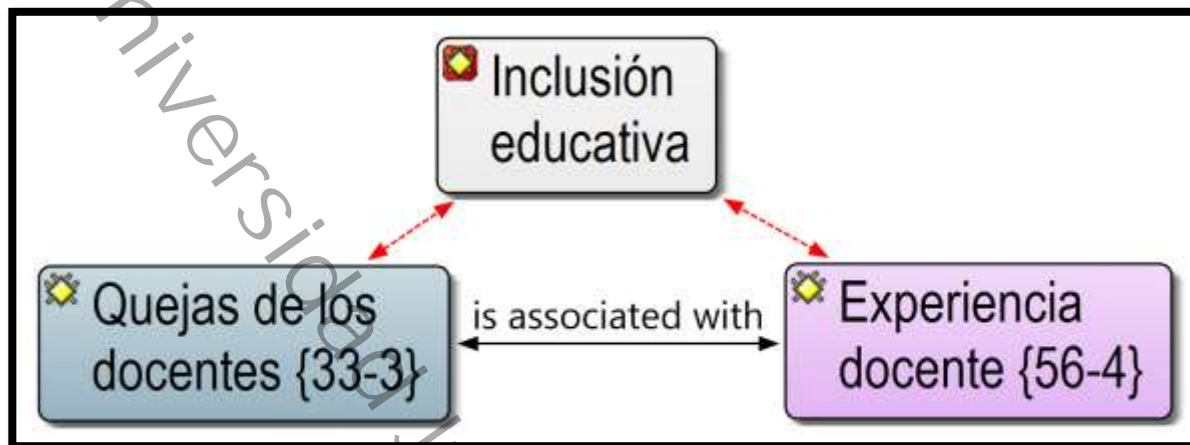 Inclusión
educativa
Quejas de los
docentes {33-3}
is associated with
Experiencia
docente {56-4}